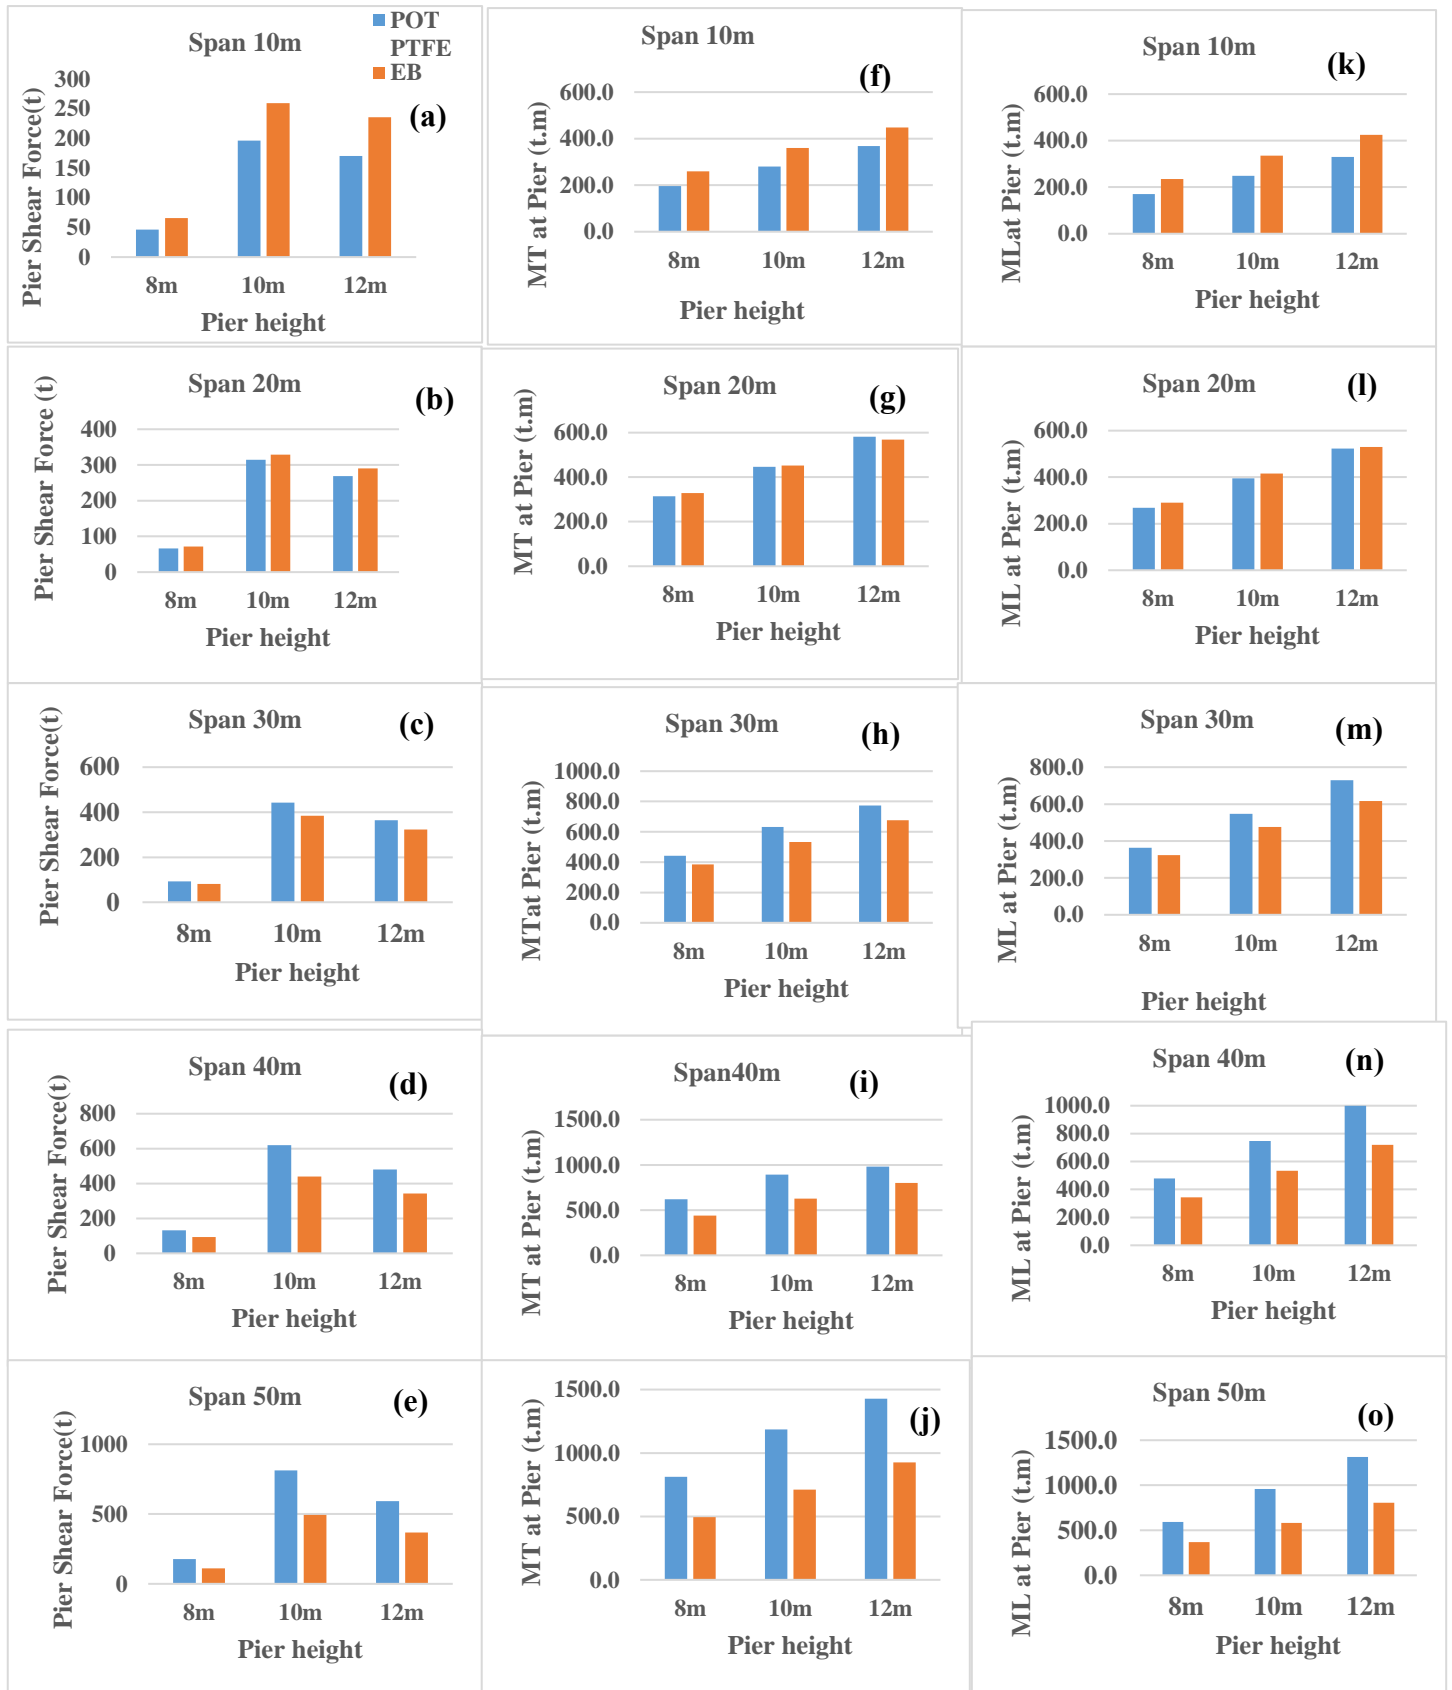 Span 10m
POT
PTFE
EB
(a)
Pier Shear Force(t)
300
250
200
150
100
50
0
8m 10m 12m
Pier height
Span 10m
(f)
MT at Pier (t.m)
600.0
400.0
200.0
0.0
8m 10m 12m
Pier height
Span 10m
(k)
MLat Pier (t.m)
600.0
400.0
200.0
0.0
8m 10m 12m
Pier height
Span 20m
(b)
Pier Shear Force (t)
400
300
200
100
0
8m 10m 12m
Pier height
Span 20m
(g)
MT at Pier (t.m)
600.0
400.0
200.0
0.0
8m 10m 12m
Pier height
Span 20m
(l)
ML at Pier (t.m)
600.0
400.0
200.0
0.0
8m 10m 12m
Pier height
Span 30m
(c)
Pier Shear Force(t)
600
400
200
0
8m 10m 12m
Pier height
Span 30m
(h)
MTat Pier (t.m)
1000.0
800.0
600.0
400.0
200.0
0.0
8m 10m 12m
Pier height
Span 30m
(m)
ML at Pier (t.m)
800.0
600.0
400.0
200.0
0.0
8m 10m 12m
Pier height
Span 40m
(d)
Pier Shear Force(t)
800
600
400
200
0
8m 10m 12m
Pier height
Span40m
(i)
MT at Pier (t.m)
1500.0
1000.0
500.0
0.0
8m 10m 12m
Pier height
Span 40m
(n)
ML at Pier (t.m)
1000.0
800.0
600.0
400.0
200.0
0.0
8m 10m 12m
Pier height
Span 50m
(e)
Pier Shear Force(t)
1000
500
0
8m 10m 12m
Pier height
(j)
MT at Pier (t.m)
1500.0
1000.0
500.0
0.0
8m 10m 12m
Pier height
Span 50m
(o)
ML at Pier (t.m)
1500.0
1000.0
500.0
0.0
8m 10m 12m
Pier height